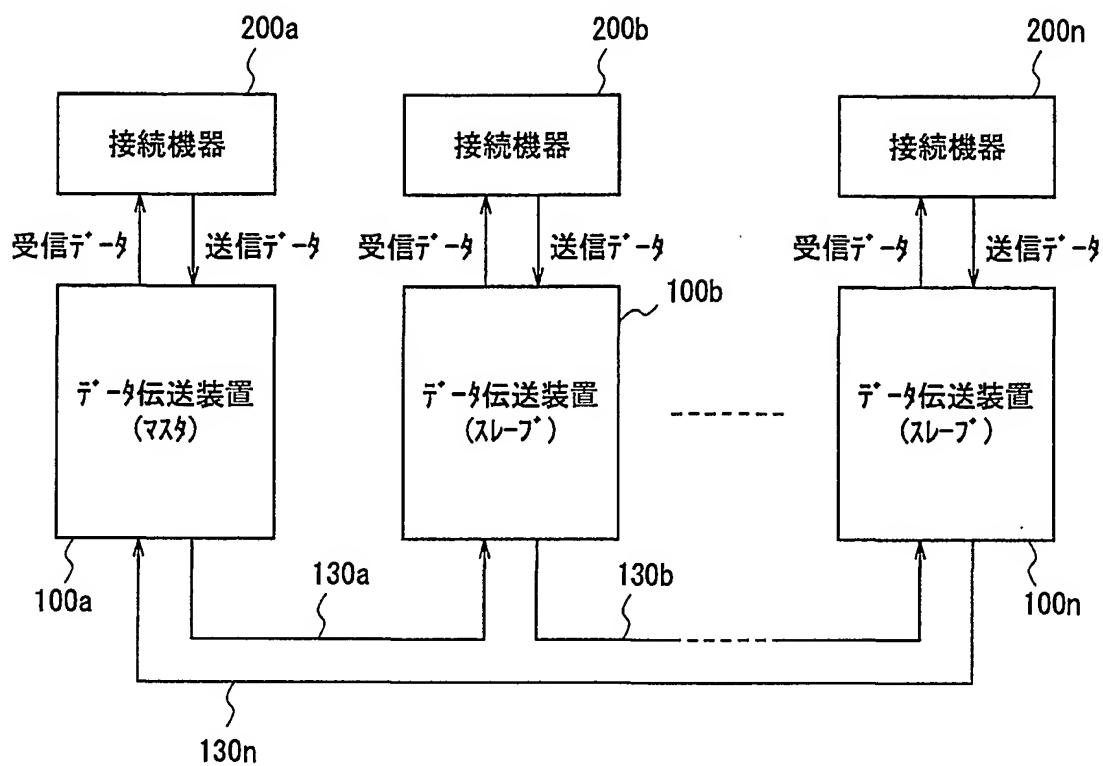 200a
200b
200n
接続機器
接続機器
接続機器
受信ﾃﾞｰﾀ
送信ﾃﾞｰﾀ
受信ﾃﾞｰﾀ
送信ﾃﾞｰﾀ
受信ﾃﾞｰﾀ
送信ﾃﾞｰﾀ
100b
ﾃﾞｰﾀ伝送装置
(ﾏｽﾀ)
ﾃﾞｰﾀ伝送装置
(ｽﾚｰﾌﾞ)
ﾃﾞｰﾀ伝送装置
(ｽﾚｰﾌﾞ)
100a
130a
130b
100n
130n